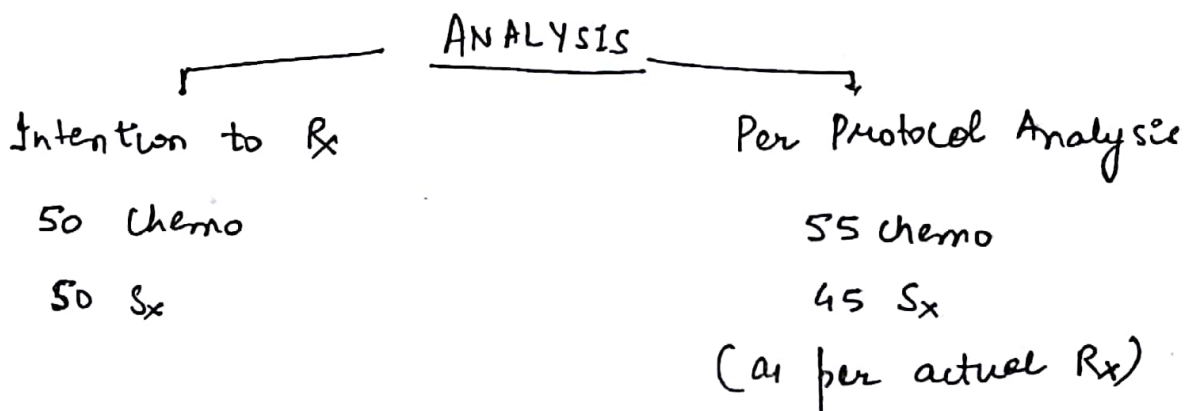 ANALYSIS
Intention to Rx
Per Protocol Analysis
50 Chemo
50 Sx
55 chemo
45 Sx
(as per actual Rx)